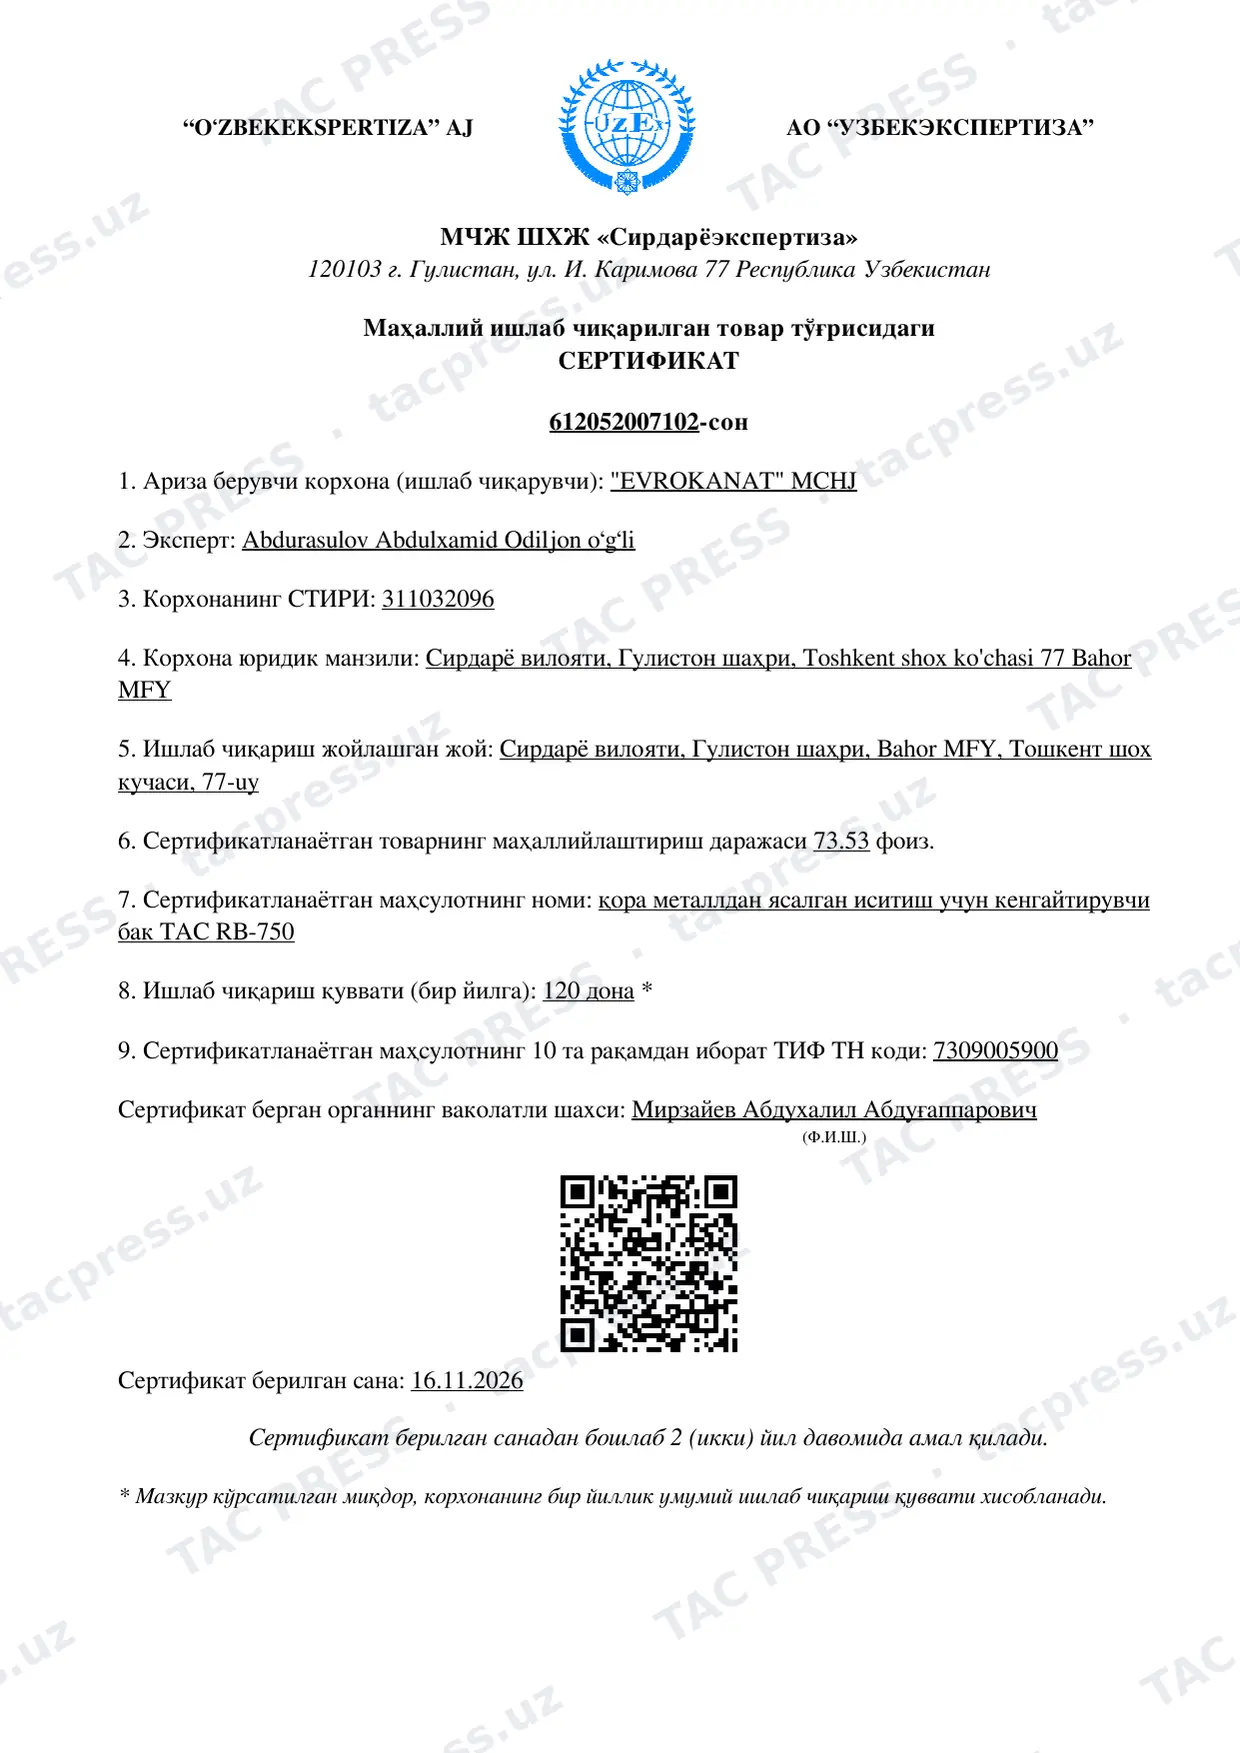 “O‘ZBEKEKSPERTIZA” AJ
UzEx
АО “УЗБЕКЭКСПЕРТИЗА”
МЧЖ ШХЖ «Сирдарёэкспертиза»
120103 г. Гулистан, ул. И. Каримова 77 Республика Узбекистан
Маҳаллий ишлаб чиқарилган товар тўғрисидаги
СЕРТИФИКАТ
612052007102-сон
1. Ариза берувчи корхона (ишлаб чиқарувчи): "EVROKANAT" MCHJ
2. Эксперт: Abdurasulov Abdulxamid Odiljon o‘g‘li
3. Корхонанинг СТИРИ: 311032096
4. Корхона юридик манзили: Сирдарё вилояти, Гулистон шаҳри, Toshkent shox ko'chasi 77 Bahor
MFY
5. Ишлаб чиқариш жойлашган жой: Сирдарё вилояти, Гулистон шаҳри, Bahor MFY, Тошкент шох
кучаси, 77-uy
6. Сертификатланаётган товарнинг маҳаллийлаштириш даражаси 73.53 фоиз.
7. Сертификатланаётган маҳсулотнинг номи: қора металлдан ясалган иситиш учун кенгайтирувчи
бак TAC RB-750
8. Ишлаб чиқариш қуввати (бир йилга): 120 дона *
9. Сертификатланаётган маҳсулотнинг 10 та рақамдан иборат ТИФ ТН коди: 7309005900
Сертификат берган органнинг ваколатли шахси: Мирзайев Абдухалил Абдуғаппарович
(Ф.И.Ш.)
Сертификат берилган сана: 16.11.2026
Сертификат берилган санадан бошлаб 2 (икки) йил давомида амал қилади.
* Мазкур кўрсатилган миқдор, корхонанинг бир йиллик умумий ишлаб чиқариш қуввати хисобланади.
TAC PRESS · tacpress.uz